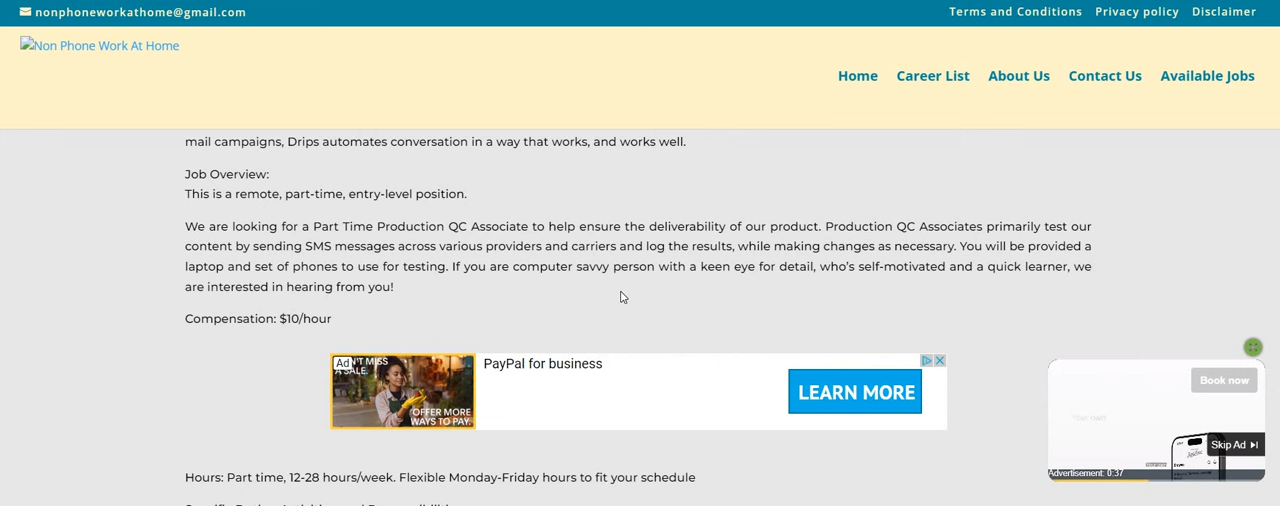 nonphoneworkathome@gmail.com
Terms and Conditions Privacy policy Disclaimer
Non Phone Work At Home
Home Career List About Us Contact Us Available Jobs
mail campaigns, Drips automates conversation in a way that works, and works well.
Job Overview:
This is a remote, part-time, entry-level position.
We are looking for a Part Time Production QC Associate to help ensure the deliverability of our product. Production QC Associates primarily test our
content by sending SMS messages across various providers and carriers and log the results, while making changes as necessary. You will be provided a
laptop and set of phones to use for testing. If you are computer savvy person with a keen eye for detail, who's self-motivated and a quick learner, we
are interested in hearing from you!
Compensation: $10/hour
Ad
N'T MISS
A SALE.
OFFER MORE
WAYS TO PAY.
PayPal for business
LEARN MORE
Book now
Skip Ad
Advertisement: 0:37
Hours: Part time, 12-28 hours/week. Flexible Monday-Friday hours to fit your schedule